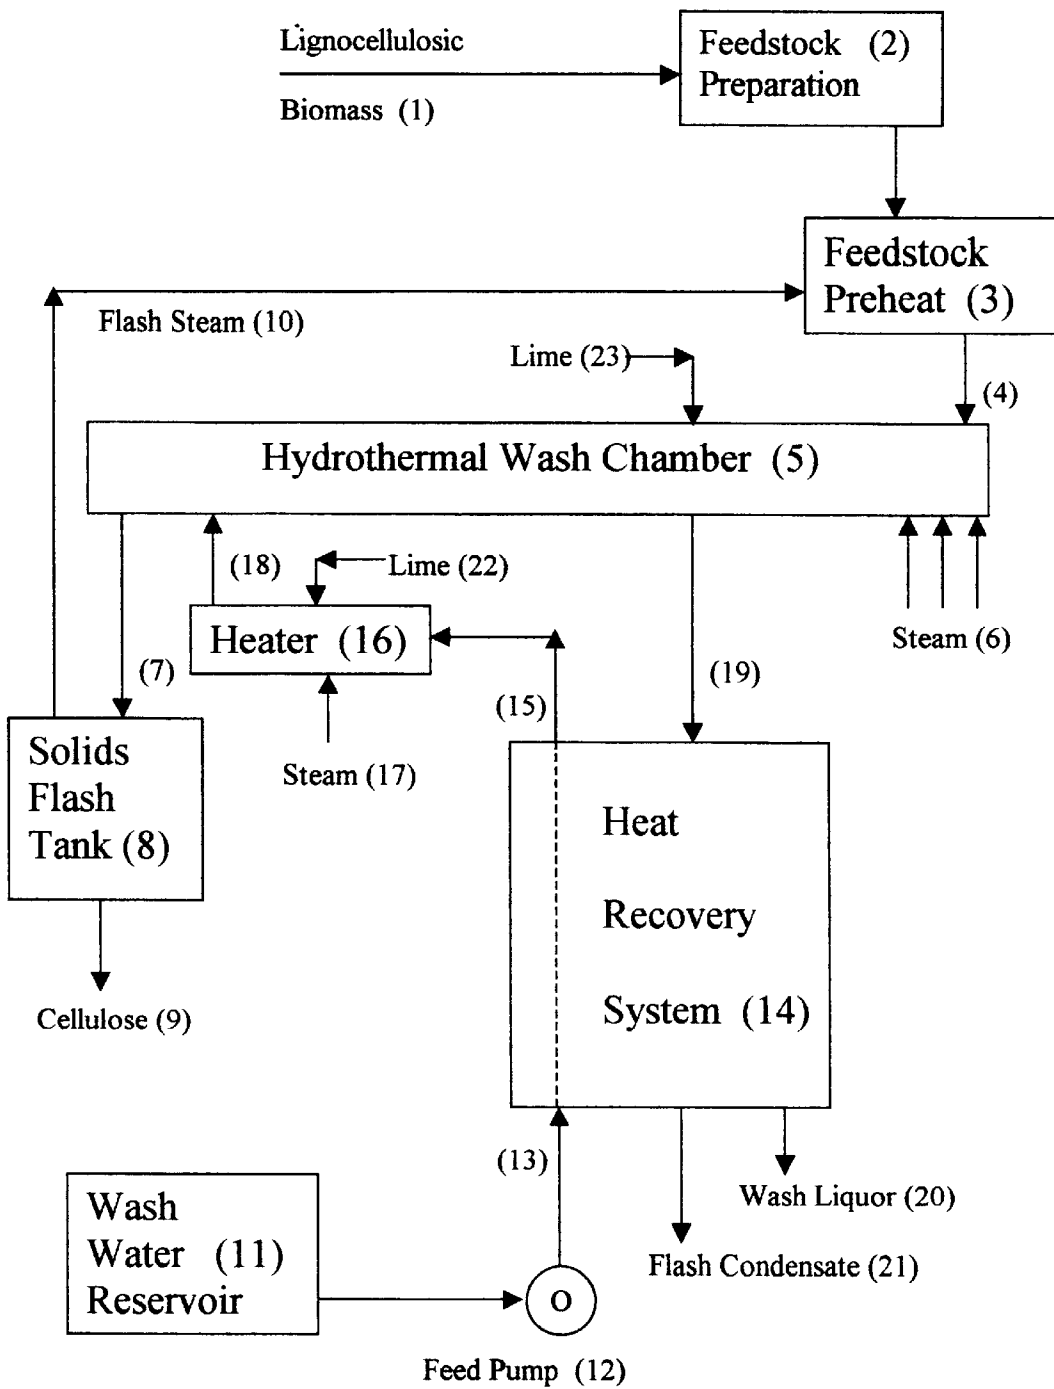 Lignocellulosic
Biomass (1)
Feedstock (2)
Preparation
Feedstock
Preheat (3)
Flash Steam (10)
Lime (23)
(4)
Hydrothermal Wash Chamber (5)
(18)
Lime (22)
Heater (16)
Steam (6)
(7)
(19)
(15)
Steam (17)
Solids
Flash
Tank (8)
Heat
Recovery
System (14)
Cellulose (9)
(13)
Wash Liquor (20)
Wash
Water (11)
Reservoir
Flash Condensate (21)
O
Feed Pump (12)